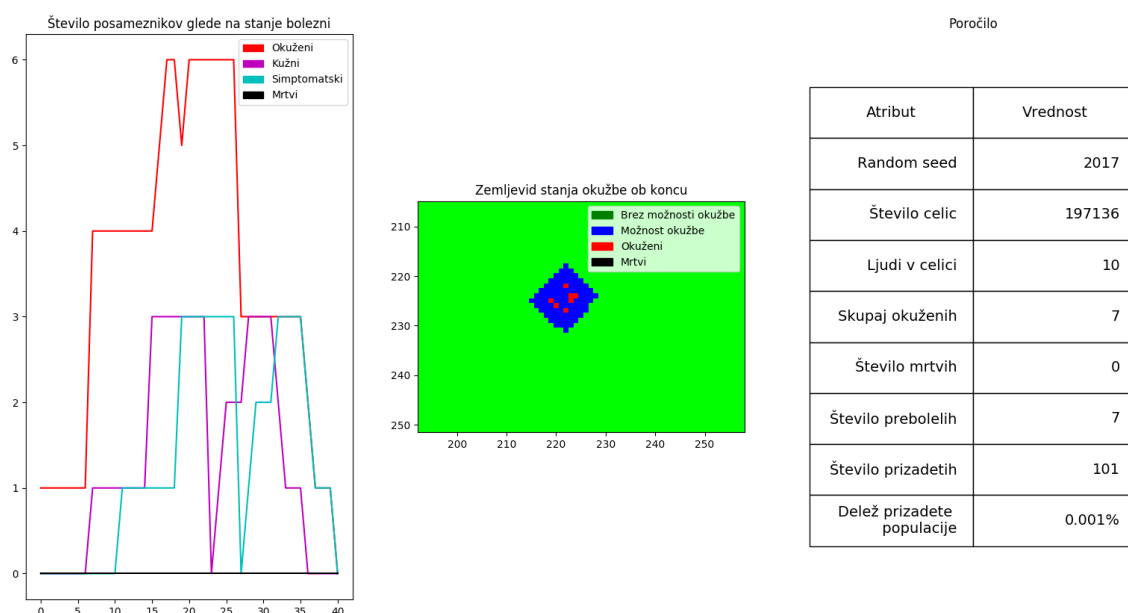 Število posameznikov glede na stanje bolezni
Okuženi
Kužni
Simptomatski
Mrtvi
6
5
4
3
2
1
0
0 5 10 15 20 25 30 35 40
Zemljevid stanja okužbe ob koncu
Brez možnosti okužbe
Možnost okužbe
Okuženi
Mrtvi
210
220
230
240
250
200 210 220 230 240 250
Poročilo
Atribut Vrednost
Random seed 2017
Število celic 197136
Ljudi v celici 10
Skupaj okuženih 7
Število mrtvih 0
Število prebolelih 7
Število prizadetih 101
Delež prizadete
populacije 0.001%